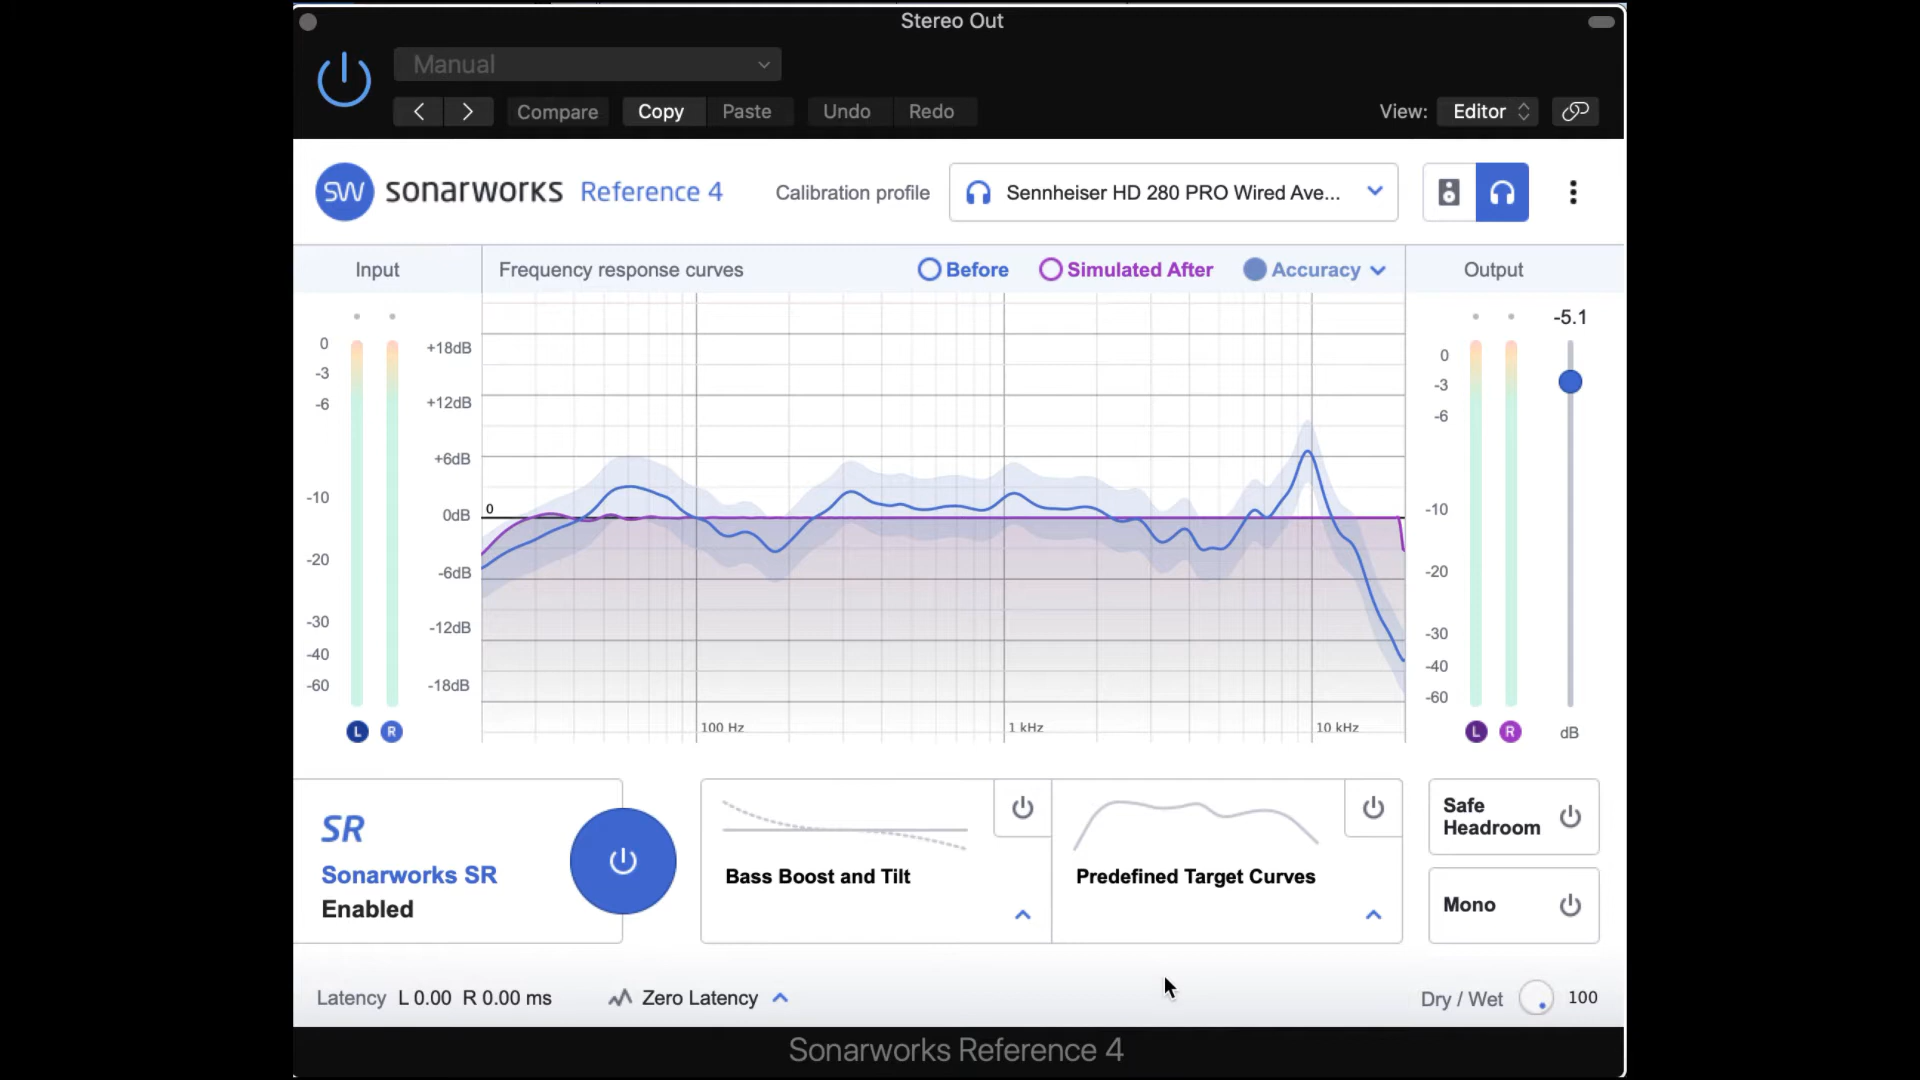 Stereo Out
Manual
Compare Copy Paste Undo Redo View: Editor
SW sonarworks Reference 4 Calibration profile Sennheiser HD 280 PRO Wired Ave...
Input Frequency response curves Before Simulated After Accuracy Output
-5.1
0 +18dB 0
-3 -3
-6 +12dB -6
+6dB
-10 0dB 0 -10
-20 -6dB -20
-30 -12dB -30
-40 -40
-60 -18dB -60
L R 100 Hz 1 kHz 10 kHz L R dB
SR
Sonarworks SR
Enabled
Bass Boost and Tilt
Predefined Target Curves
Safe
Headroom
Mono
Latency L 0.00 R 0.00 ms Zero Latency Dry / Wet 100
Sonarworks Reference 4